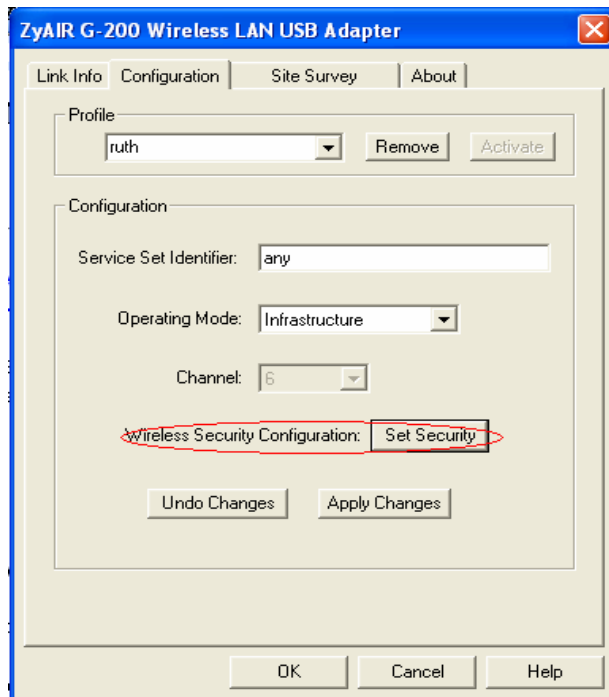 ZyAIR G-200 Wireless LAN USB Adapter
Link Info Configuration Site Survey About
Profile
ruth Remove Activate
Configuration
Service Set Identifier: any
Operating Mode: Infrastructure
Channel: 6
Wireless Security Configuration: Set Security
Undo Changes Apply Changes
OK Cancel Help